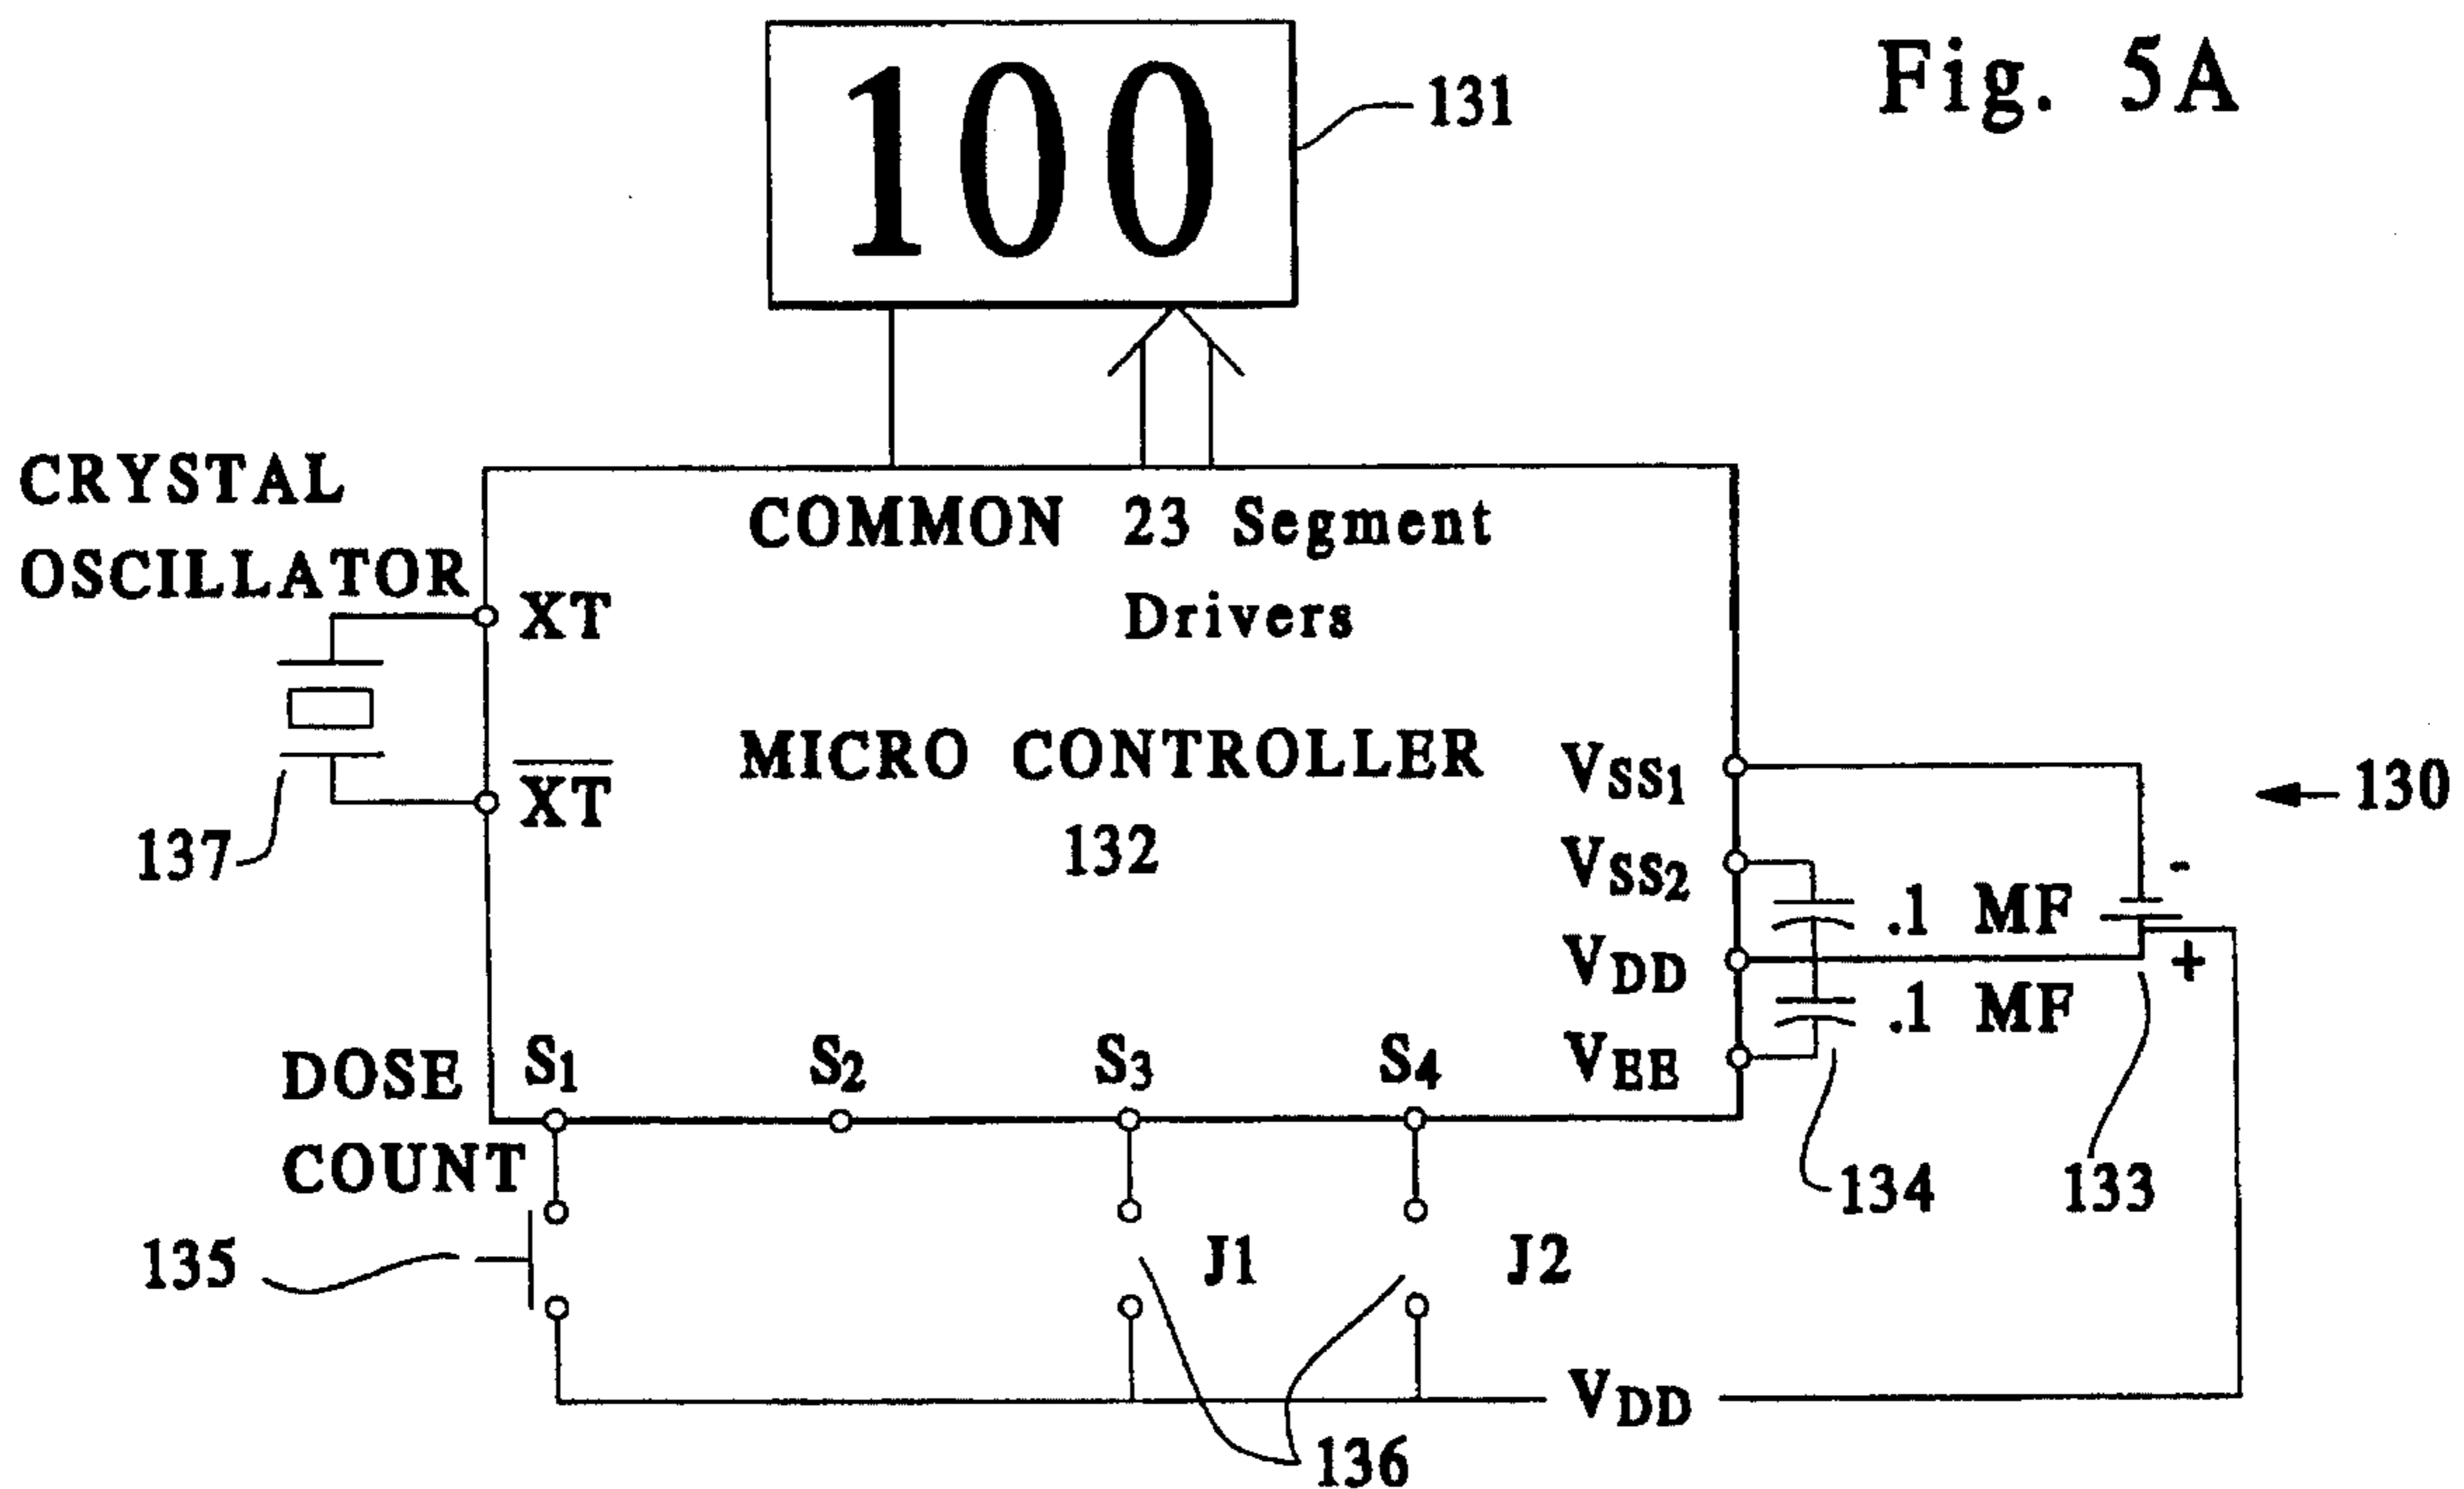 Fig. 5A
100
131
CRYSTAL
OSCILLATOR
COMMON 23 Segment
Drivers
XT
XT
137
MICRO CONTROLLER
132
VSS1
VSS2
VDD
VEE
130
-
.1 MF
+
.1 MF
DOSE
COUNT
S1
S2
S3
S4
134
133
135
J1
J2
VDD
136